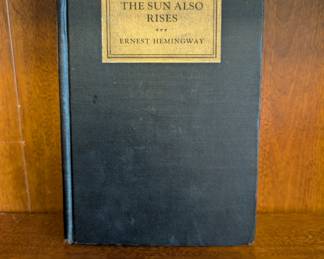 THE SUN ALSO
RISES
ERNEST HEMINGWAY